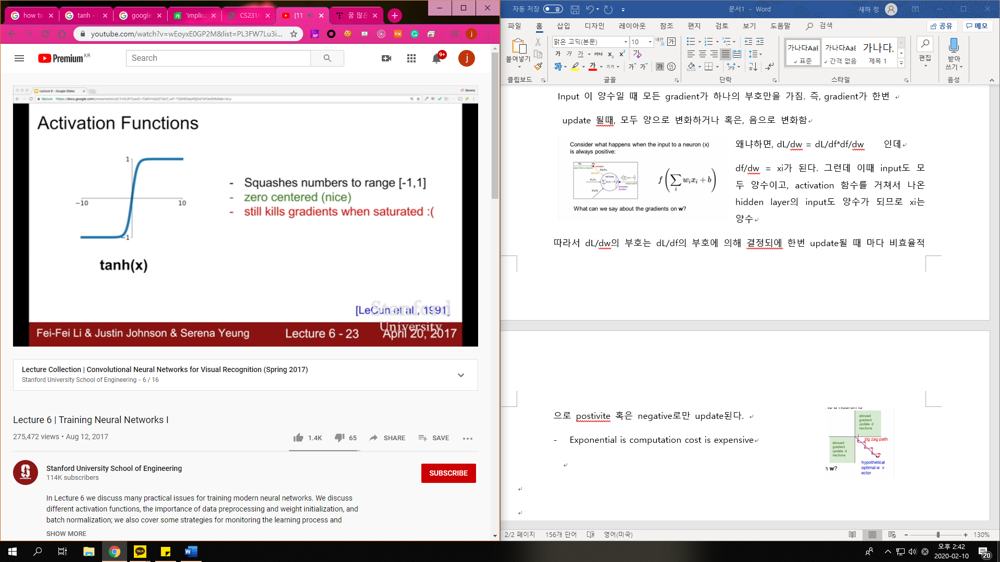 how to
tanh -
google
'implica
CS231n
(11
꿈 많은
youtube.com/watch?v=wEoyxE0GP2M&list=PL3FW7Lu3i...
Premium KR
Search
9+
j
Lecture 6 - Google Slides
Serena
Secure
Activation Functions
1
-10
10
-1
tanh(x)
- Squashes numbers to range [-1,1]
- zero centered (nice)
- still kills gradients when saturated :(
[LeCun et al., 1991]
Stanford
University
Fei-Fei Li & Justin Johnson & Serena Yeung
Lecture 6 - 23
April 20, 2017
Lecture Collection | Convolutional Neural Networks for Visual Recognition (Spring 2017)
Stanford University School of Engineering - 6 / 16
Lecture 6 | Training Neural Networks I
275,472 views • Aug 12, 2017
1.4K
65
SHARE
SAVE
Stanford University School of Engineering
114K subscribers
SUBSCRIBE
In Lecture 6 we discuss many practical issues for training modern neural networks. We discuss
different activation functions, the importance of data preprocessing and weight initialization, and
batch normalization; we also cover some strategies for monitoring the learning process and
SHOW MORE
자동 저장 끔
문서1 - Word
새하 정
파일 홈 삽입 디자인 레이아웃 참조 편지 검토 보기 도움말 검색
공유
메모
붙여넣기
맑은 고딕(본문)
10
가나다AaB
표준
가나다AaB
간격 없음
가나다
제목 1
편집
받아
쓰기
클립보드
글꼴
단락
스타일
음성
Input 이 양수일 때 모든 gradient가 하나의 부호만을 가짐. 즉, gradient가 한번
update 될때, 모두 양으로 변화하거나 혹은, 음으로 변화함
Consider what happens when the input to a neuron (x)
is always positive:
What can we say about the gradients on w?
왜냐하면, dL/dw = dL/df*df/dw 인데
df/dw = xi가 된다. 그런데 이때 input도 모
두 양수이고, activation 함수를 거쳐서 나온
hidden layer의 input도 양수가 되므로 xi는
양수
따라서 dL/dw의 부호는 dL/df의 부호에 의해 결정되에 한번 update될 때 마다 비효율적
으로 postivite 혹은 negative로만 update된다.
- Exponential is computation cost is expensive
allowed
gradient
update d
irections
zig zag path
allowed
gradient
update d
irections
hypothetical
optimal w v
ector
n w?
2/2 페이지
156개 단어
영어(미국)
130%
TALK
오후 2:42
2020-02-10
20